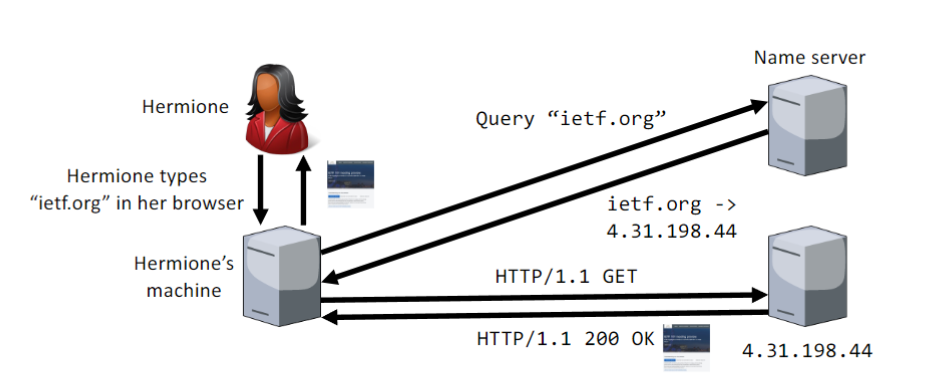 Name server
Hermione
Query “ietf.org”
Hermione types
“ietf.org” in her browser
ietf.org ->
4.31.198.44
Hermione’s
machine
HTTP/1.1 GET
HTTP/1.1 200 OK
4.31.198.44